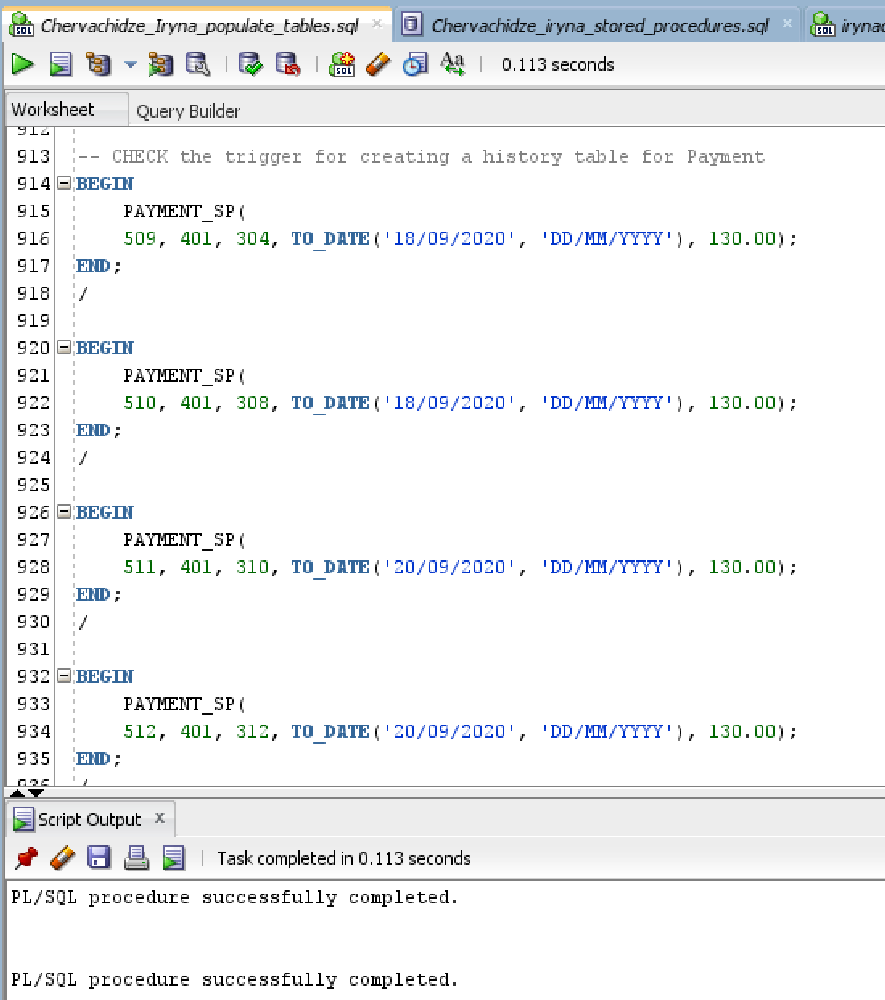 Chervachidze_Iryna_populate_tables.sql Chervachidze_iryna_stored_procedures.sql
0.113 seconds
Worksheet Query Builder
912
913 -- CHECK the trigger for creating a history table for Payment
914 BEGIN
915 PAYMENT_SP(
916 509, 401, 304, TO_DATE('18/09/2020', 'DD/MM/YYYY'), 130.00);
917 END;
918 /
919
920 BEGIN
921 PAYMENT_SP(
922 510, 401, 308, TO_DATE('18/09/2020', 'DD/MM/YYYY'), 130.00);
923 END;
924 /
925
926 BEGIN
927 PAYMENT_SP(
928 511, 401, 310, TO_DATE('20/09/2020', 'DD/MM/YYYY'), 130.00);
929 END;
930 /
931
932 BEGIN
933 PAYMENT_SP(
934 512, 401, 312, TO_DATE('20/09/2020', 'DD/MM/YYYY'), 130.00);
935 END;
936 /
Script Output
Task completed in 0.113 seconds
PL/SQL procedure successfully completed.
PL/SQL procedure successfully completed.